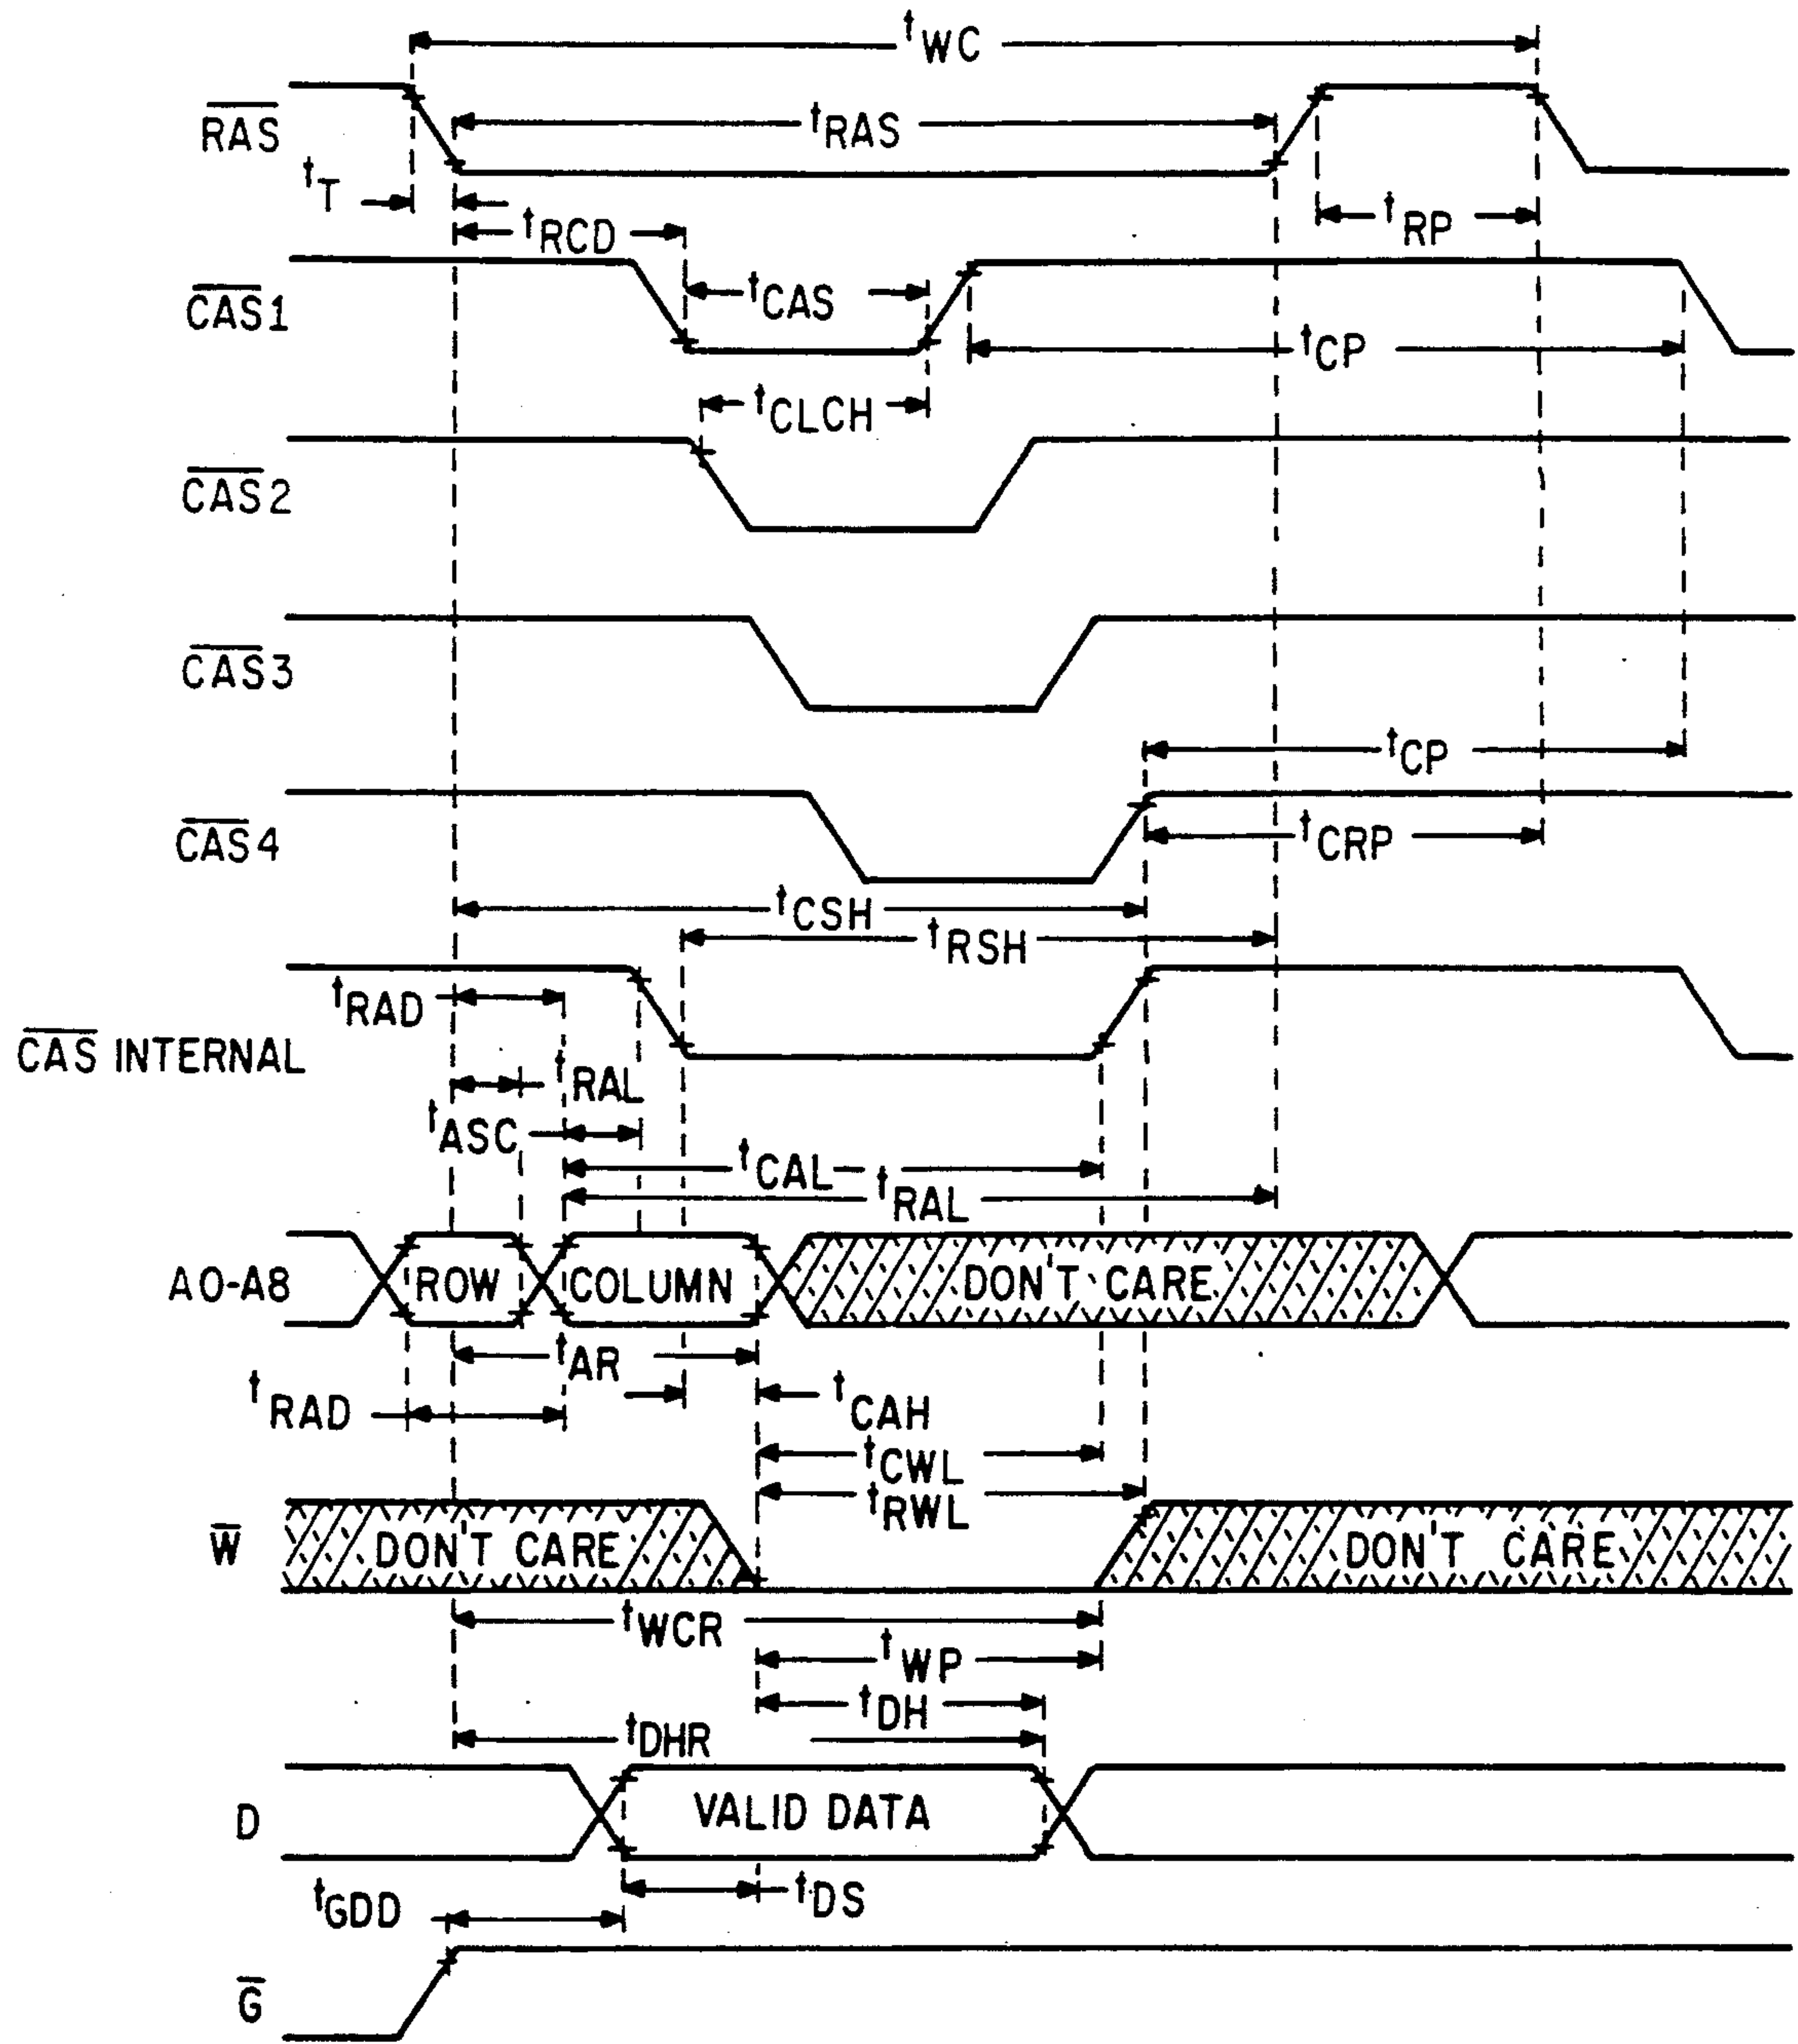 tWC
RAS
tRAS
tT
tRCD
tRP
CAS1
tCAS
tCP
tCLCH
CAS2
CAS3
tCP
CAS4
tCRP
tCSH
tRSH
tRAD
CAS INTERNAL
tRAL
tASC
tCAL
tRAL
A0-A8
ROW
COLUMN
DON'T CARE
tAR
tRAD
tCAH
tCWL
tRWL
W
DON'T CARE
DON'T CARE
tWCR
tWP
tDH
tDHR
D
VALID DATA
tDS
tGDD
G